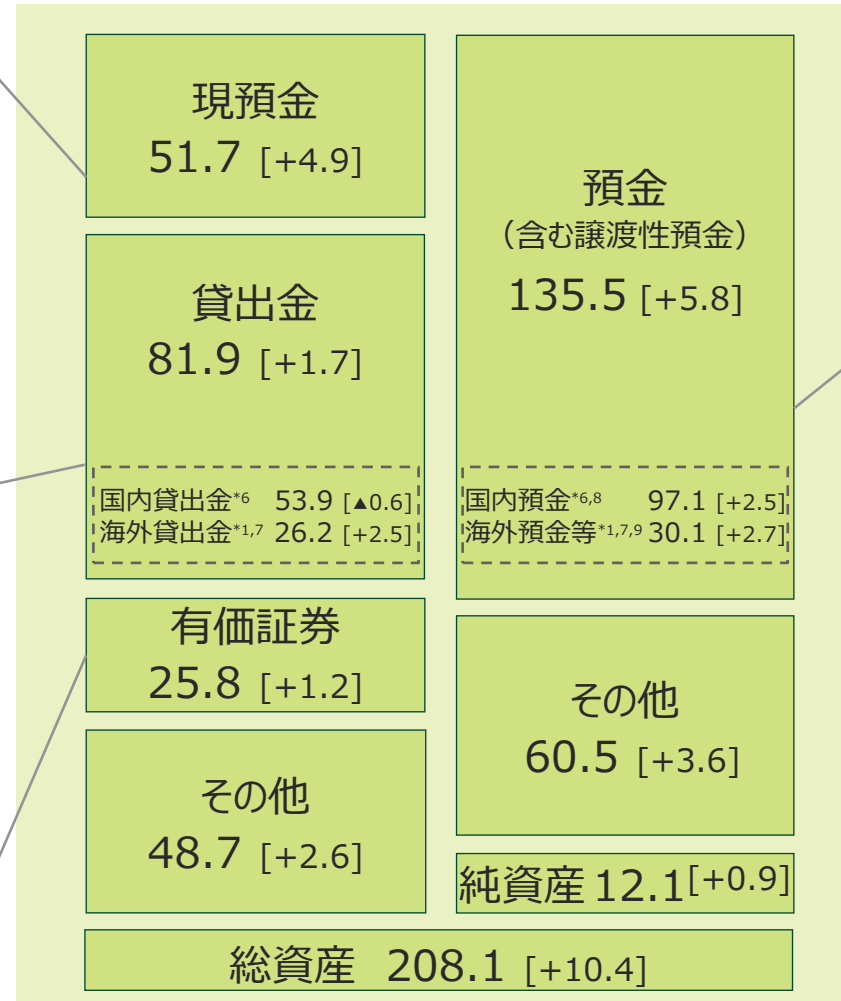 現預金
51.7 [+4.9]
貸出金
81.9 [+1.7]
国内貸出金*6 53.9 [▲0.6]
海外貸出金*1,7 26.2 [+2.5]
有価証券
25.8 [+1.2]
その他
48.7 [+2.6]
預金
（含む譲渡性預金）
135.5 [+5.8]
国内預金*6,8 97.1 [+2.5]
海外預金等*1,7,9 30.1 [+2.7]
その他
60.5 [+3.6]
純資産 12.1 [+0.9]
総資産 208.1 [+10.4]